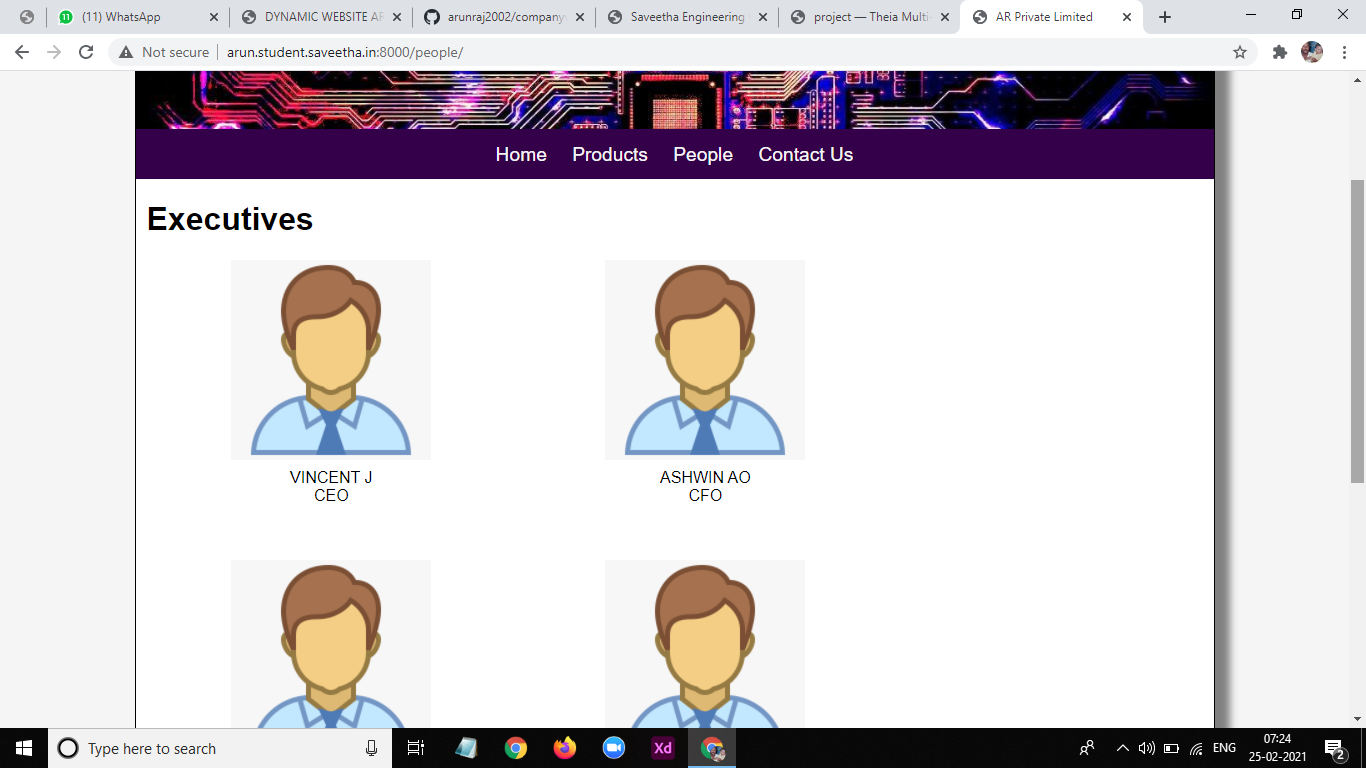 (11) WhatsApp
DYNAMIC WEBSITE AF
arunraj2002/company
Saveetha Engineering
project — Theia Multi-
AR Private Limited
Not secure
arun.student.saveetha.in:8000/people/
Home
Products
People
Contact Us
Executives
VINCENT J
CEO
ASHWIN AO
CFO
Type here to search
Xd
ENG
07:24
25-02-2021
2